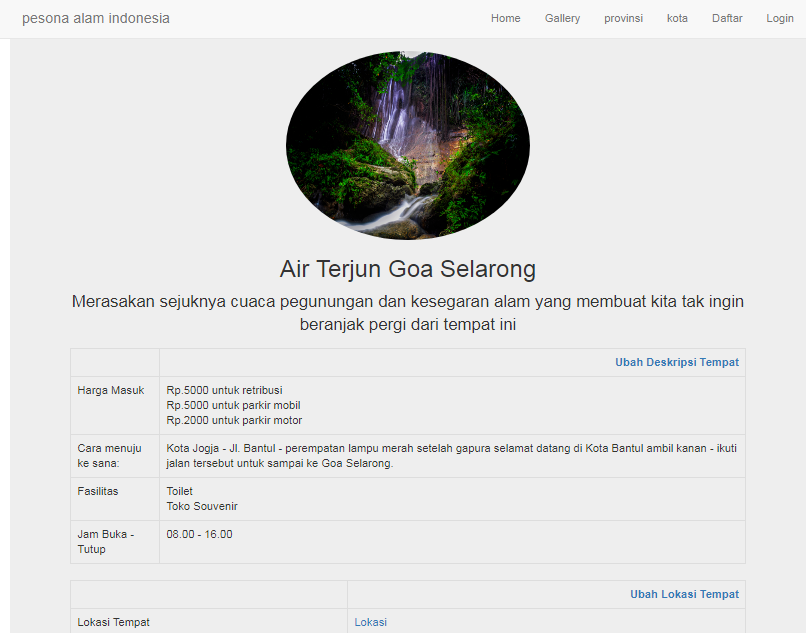 pesona alam indonesia
Home Gallery provinsi kota Daftar Login
Air Terjun Goa Selarong
Merasakan sejuknya cuaca pegunungan dan kesegaran alam yang membuat kita tak ingin
beranjak pergi dari tempat ini
Ubah Deskripsi Tempat
Harga Masuk
Rp.5000 untuk retribusi
Rp.5000 untuk parkir mobil
Rp.2000 untuk parkir motor
Cara menuju
ke sana:
Kota Jogja - Jl. Bantul - perempatan lampu merah setelah gapura selamat datang di Kota Bantul ambil kanan - ikuti
jalan tersebut untuk sampai ke Goa Selarong.
Fasilitas
Toilet
Toko Souvenir
Jam Buka -
Tutup
08.00 - 16.00
Ubah Lokasi Tempat
Lokasi Tempat
Lokasi